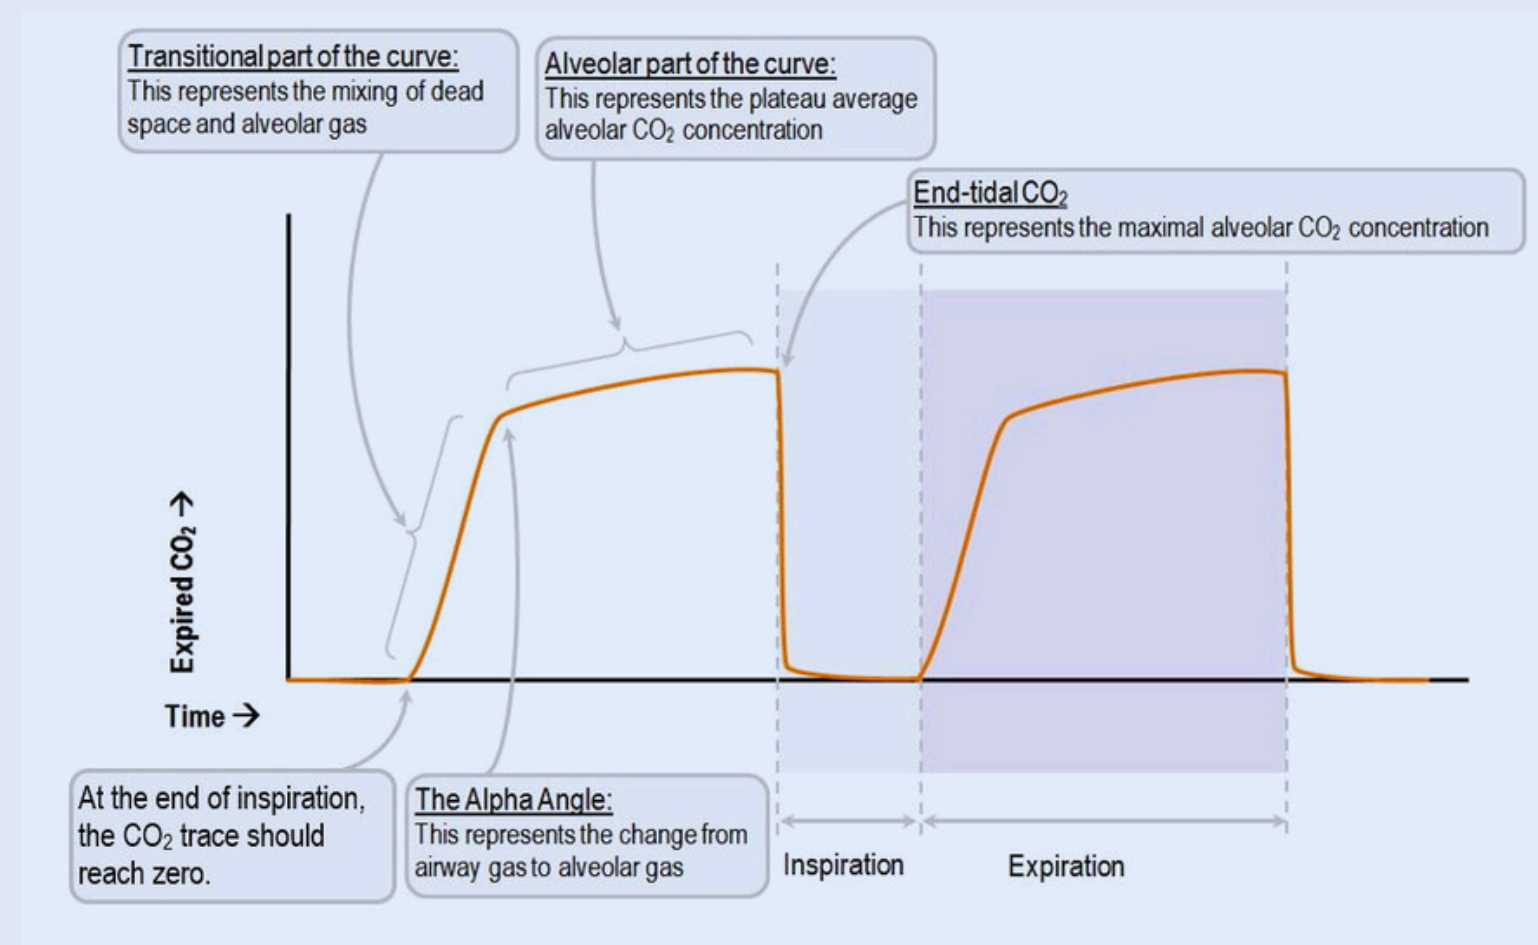 Transitional part of the curve:
This represents the mixing of dead
space and alveolar gas
Alveolar part of the curve:
This represents the plateau average
alveolar CO₂ concentration
End-tidal CO₂
This represents the maximal alveolar CO₂ concentration
Expired CO₂ →
Time →
At the end of inspiration,
the CO₂ trace should
reach zero.
The Alpha Angle:
This represents the change from
airway gas to alveolar gas
Inspiration
Expiration